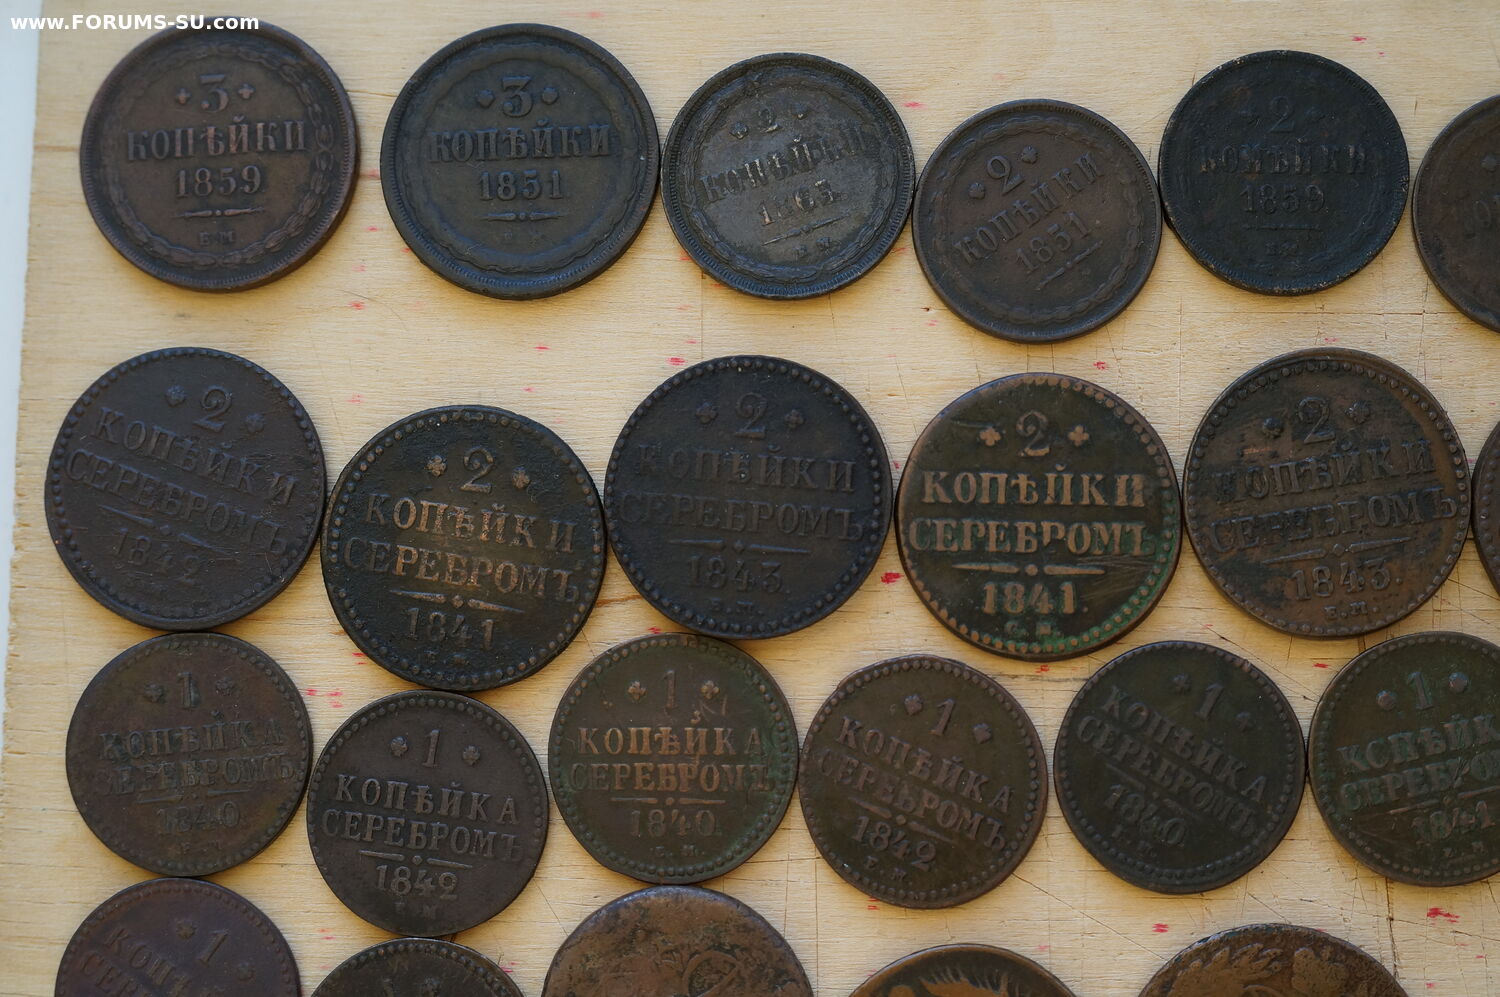 www.FORUMS-SU.com
3
КОПѢЙКИ
1859
Е.М.
3
КОПѢЙКИ
1851
2
КОПѢЙКИ
2
КОПѢЙКИ
1851
2
КОПѢЙКИ
1859
2
КОПѢЙКИ
СЕРЕБРОМЪ
1842
2
КОПѢЙКИ
СЕРЕБРОМЪ
1841
2
КОПѢЙКИ
СЕРЕБРОМЪ
1843.
Е.М.
2
КОПѢЙКИ
СЕРЕБРОМЪ
1841.
2
КОПѢЙКИ
СЕРЕБРОМЪ
1843.
Е.М.
1
КОПѢЙКА
СЕРЕБРОМЪ
1840
1
КОПѢЙКА
СЕРЕБРОМЪ
1842
1
КОПѢЙКА
СЕРЕБРОМЪ
1840.
1
КОПѢЙКА
СЕРЕБРОМЪ
1842
1
КОПѢЙКА
СЕРЕБРОМЪ
1840.
1
КОПѢЙК
СЕРЕБРО
1841
1